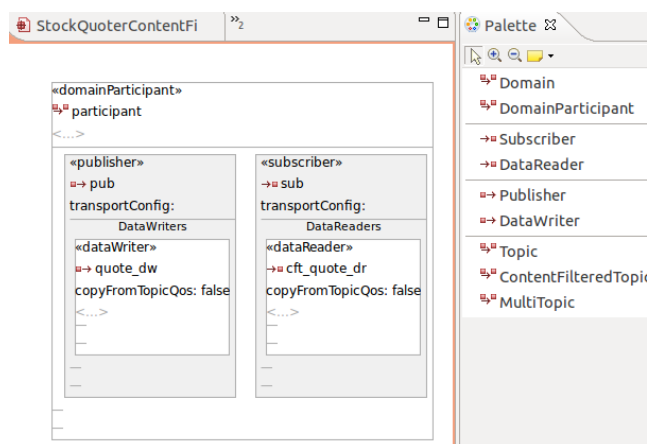 StockQuoterContentFi
»2
Palette
«domainParticipant»
participant
<...>
«publisher»
pub
transportConfig:
DataWriters
«dataWriter»
quote_dw
copyFromTopicQos: false
<...>
«subscriber»
sub
transportConfig:
DataReaders
«dataReader»
cft_quote_dr
copyFromTopicQos: false
<...>
Domain
DomainParticipant
Subscriber
DataReader
Publisher
DataWriter
Topic
ContentFilteredTopic
MultiTopic